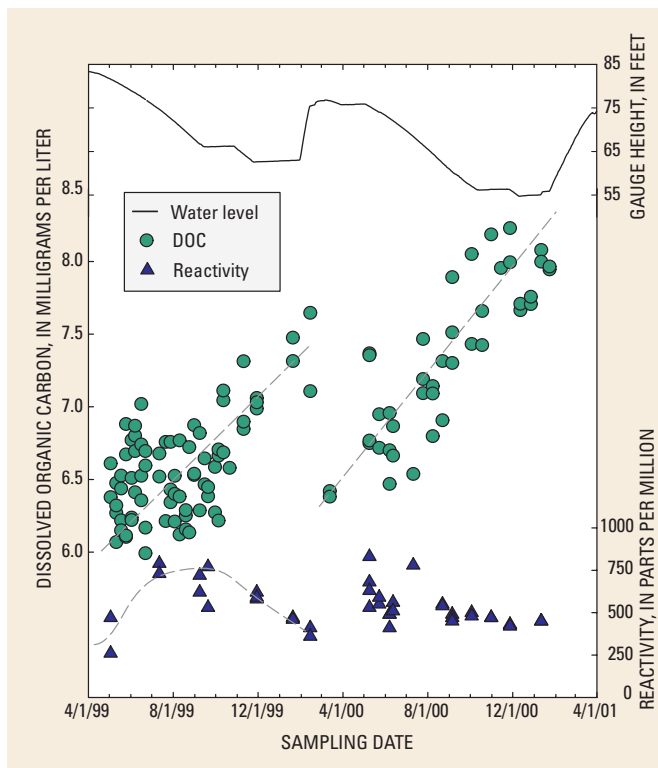 85
75
65
55
GAUGE HEIGHT, IN FEET
8.5
8.0
7.5
7.0
6.5
6.0
DISSOLVED ORGANIC CARBON, IN MILLIGRAMS PER LITER
Water level
DOC
Reactivity
1000
750
500
250
0
REACTIVITY, IN PARTS PER MILLION
4/1/99 8/1/99 12/1/99 4/1/00 8/1/00 12/1/00 4/1/01
SAMPLING DATE